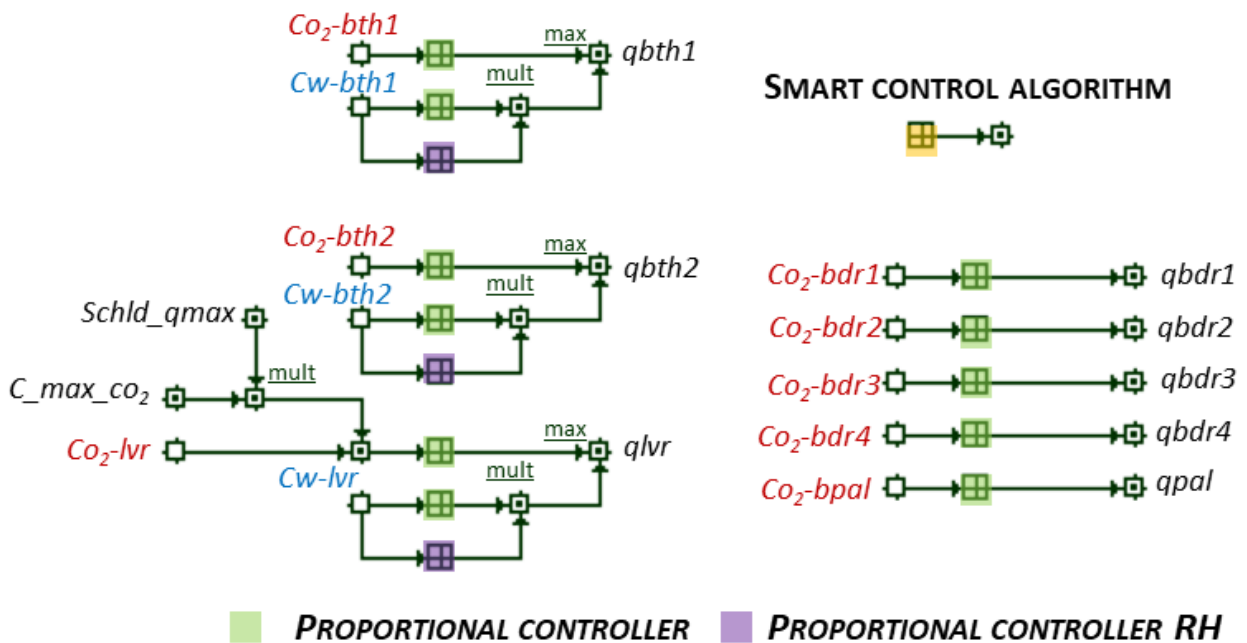 Co₂-bth1
max
qbth1
Cw-bth1
mult
SMART CONTROL ALGORITHM
Co₂-bth2
max
qbth2
Cw-bth2
mult
Schld_qmax
mult
C_max_co₂
Co₂-lvr
max
qlvr
Cw-lvr
mult
Co₂-bdr1
qbdr1
Co₂-bdr2
qbdr2
Co₂-bdr3
qbdr3
Co₂-bdr4
qbdr4
Co₂-bpal
qpal
PROPORTIONAL CONTROLLER
PROPORTIONAL CONTROLLER RH